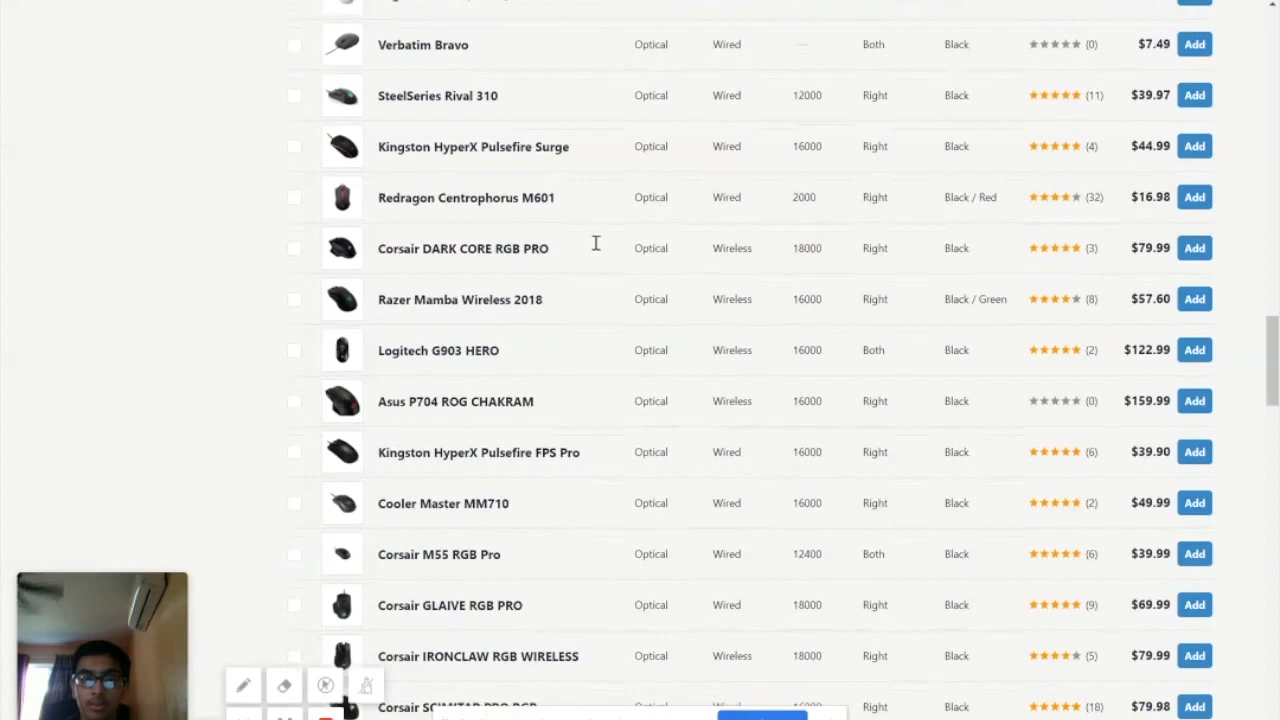 Verbatim Bravo Optical Wired — Both Black (0) $7.49 Add
SteelSeries Rival 310 Optical Wired 12000 Right Black (11) $39.97 Add
Kingston HyperX Pulsefire Surge Optical Wired 16000 Right Black (4) $44.99 Add
Redragon Centrophorus M601 Optical Wired 2000 Right Black / Red (32) $16.98 Add
Corsair DARK CORE RGB PRO Optical Wireless 18000 Right Black (3) $79.99 Add
Razer Mamba Wireless 2018 Optical Wireless 16000 Right Black / Green (8) $57.60 Add
Logitech G903 HERO Optical Wireless 16000 Both Black (2) $122.99 Add
Asus P704 ROG CHAKRAM Optical Wireless 16000 Right Black (0) $159.99 Add
Kingston HyperX Pulsefire FPS Pro Optical Wired 16000 Right Black (6) $39.90 Add
Cooler Master MM710 Optical Wired 16000 Right Black (2) $49.99 Add
Corsair M55 RGB Pro Optical Wired 12400 Both Black (6) $39.99 Add
Corsair GLAIVE RGB PRO Optical Wired 18000 Right Black (9) $69.99 Add
Corsair IRONCLAW RGB WIRELESS Optical Wireless 18000 Right Black (5) $79.99 Add
Corsair SCIMITAR PRO RGB Optical Wired 16000 Right Black (18) $79.98 Add